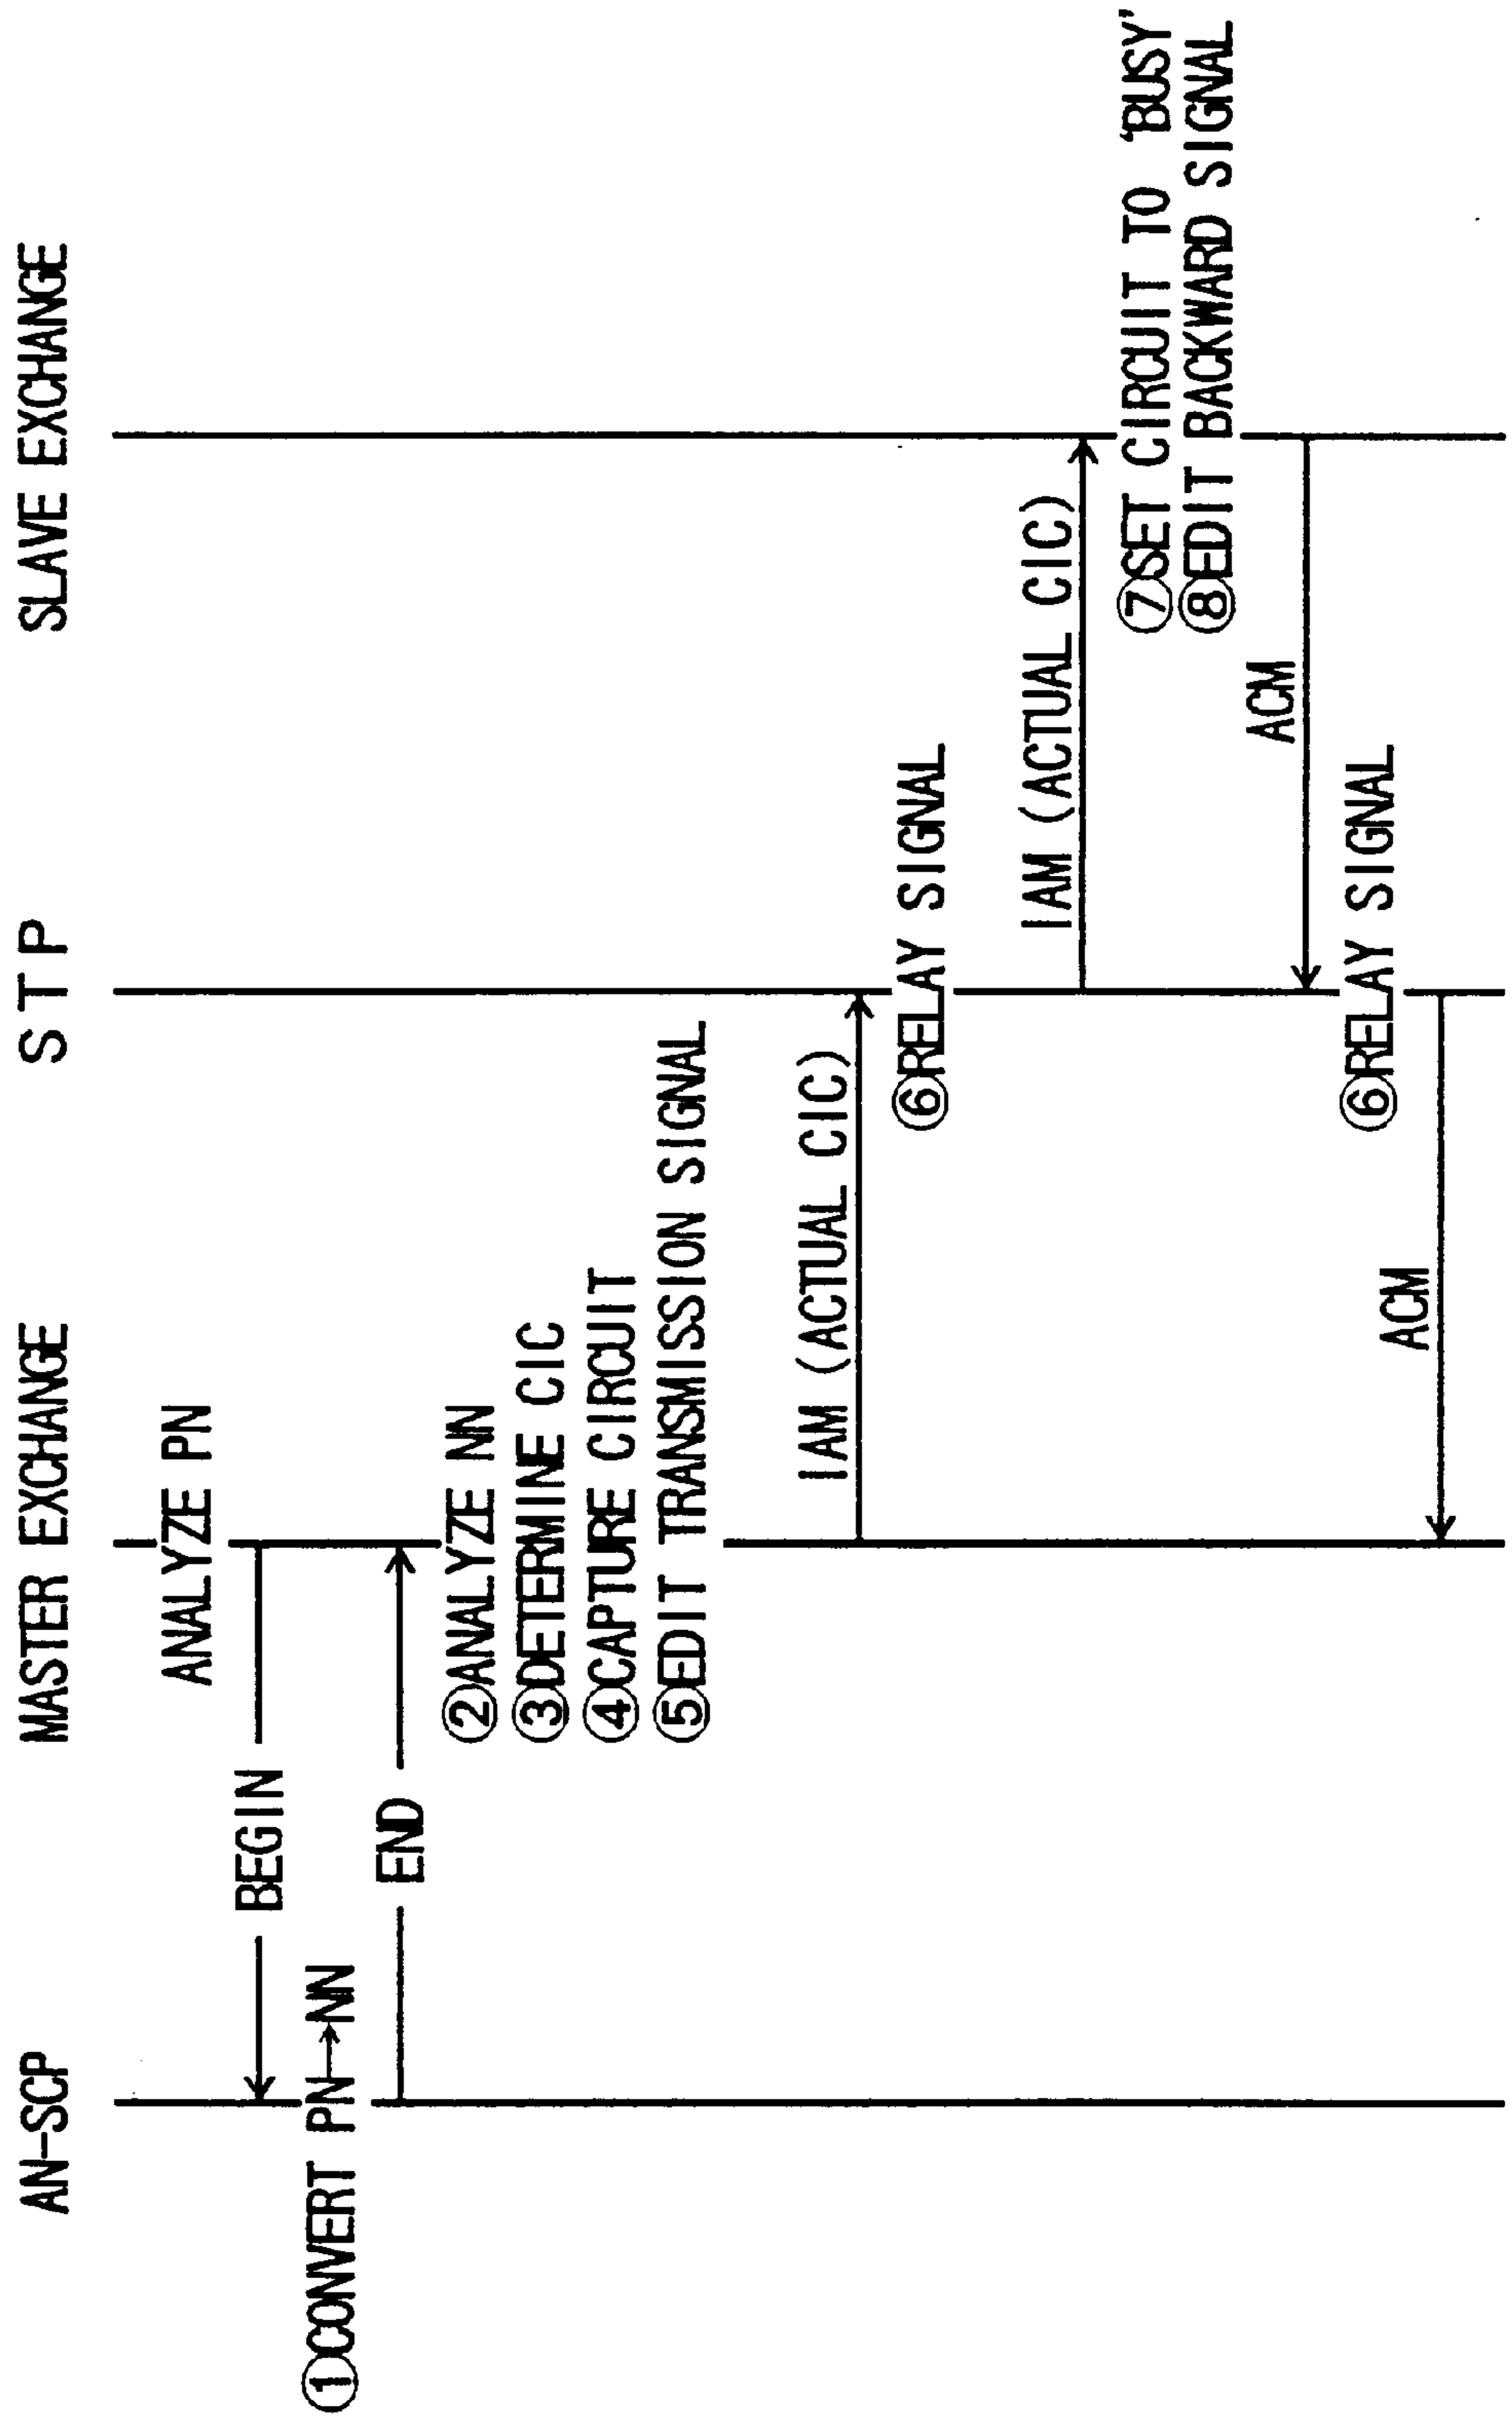 AN-SCP
MASTER EXCHANGE
STP
SLAVE EXCHANGE
ANALYZE PN
BEGIN
①CONVERT PN→NN
END
②ANALYZE NN
③DETERMINE CIC
④CAPTURE CIRCUIT
⑤EDIT TRANSMISSION SIGNAL
IAM (ACTUAL CIC)
⑥RELAY SIGNAL
IAM (ACTUAL CIC)
⑦SET CIRCUIT TO 'BUSY'
⑧EDIT BACKWARD SIGNAL
ACM
⑥RELAY SIGNAL
ACM